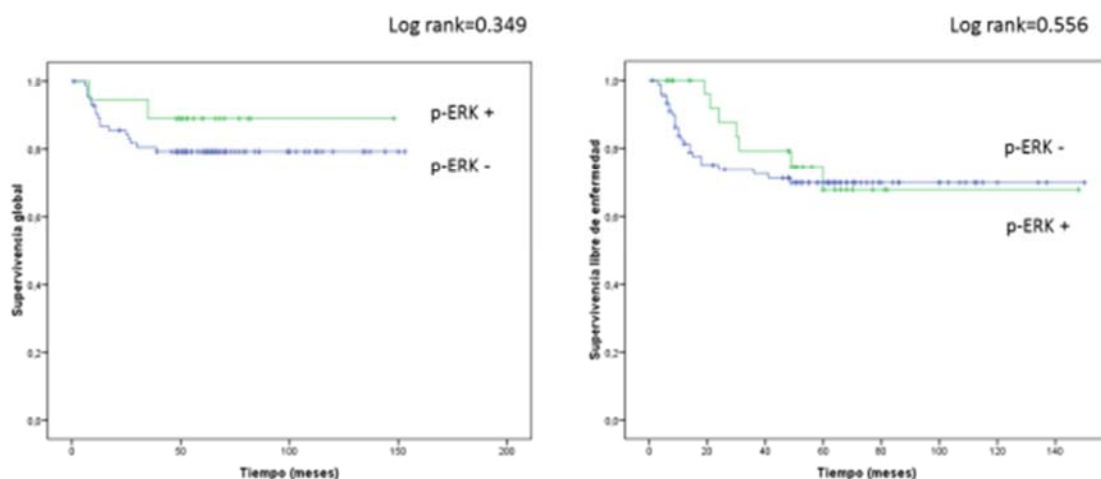 Log rank=0.349
Supervivencia global
1,0
0,8
0,6
0,4
0,2
0,0
p-ERK +
p-ERK -
0
50
100
150
200
Tiempo (meses)
Log rank=0.556
Supervivencia libre de enfermedad
1,0
0,8
0,6
0,4
0,2
0,0
p-ERK -
p-ERK +
0
20
40
60
80
100
120
140
Tiempo (meses)